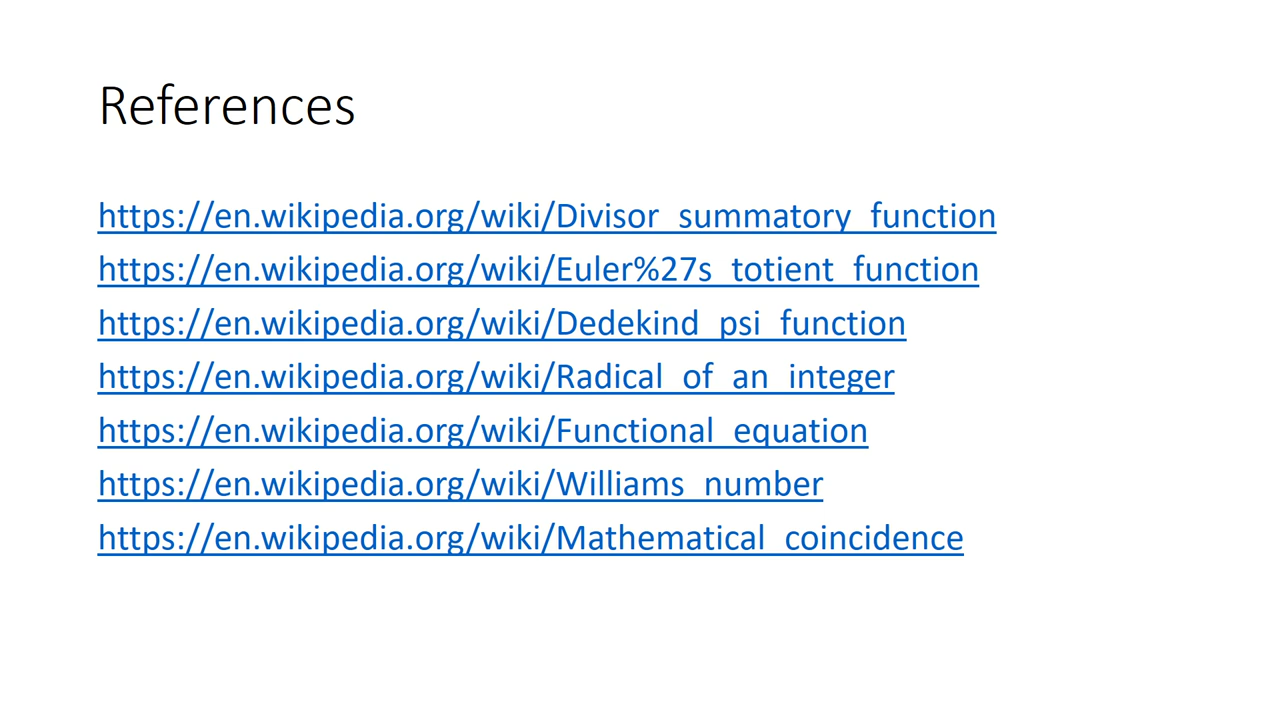 References
https://en.wikipedia.org/wiki/Divisor_summatory_function
https://en.wikipedia.org/wiki/Euler%27s_totient_function
https://en.wikipedia.org/wiki/Dedekind_psi_function
https://en.wikipedia.org/wiki/Radical_of_an_integer
https://en.wikipedia.org/wiki/Functional_equation
https://en.wikipedia.org/wiki/Williams_number
https://en.wikipedia.org/wiki/Mathematical_coincidence